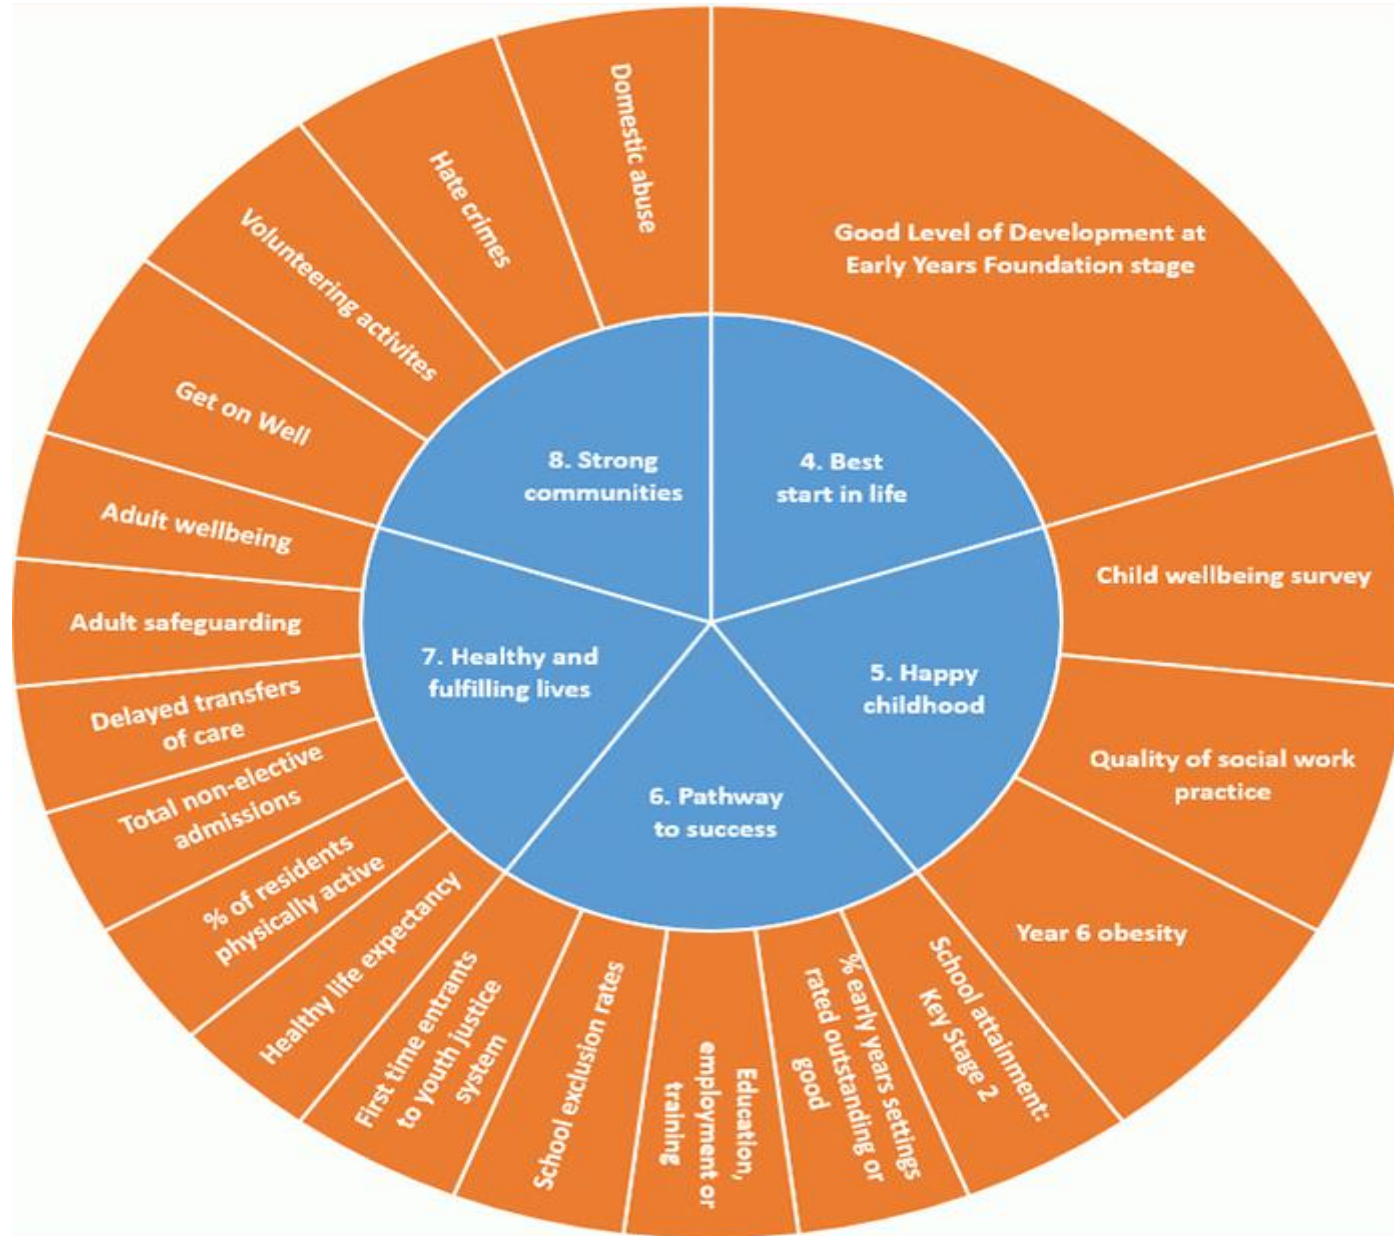 Domestic abuse
Hate crimes
Volunteering activites
Get on Well
Adult wellbeing
Adult safeguarding
Delayed transfers
of care
Total non-elective
admissions
% of residents
physically active
Healthy life expectancy
First time entrants
to youth justice
system
School exclusion rates
Education,
employment or
training
% early years settings
rated outstanding or
good
School attainment:
Key Stage 2
Year 6 obesity
Quality of social work
practice
Child wellbeing survey
Good Level of Development at
Early Years Foundation stage
4. Best
start in life
5. Happy
childhood
6. Pathway
to success
7. Healthy and
fulfilling lives
8. Strong
communities